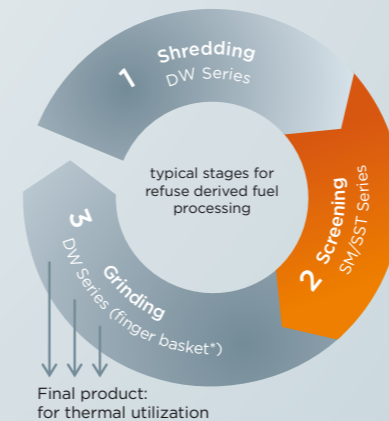 1 Shredding
DW Series
typical stages for
refuse derived fuel
processing
2 Screening
SM/SST Series
3 Grinding
DW Series (finger basket*)
Final product:
for thermal utilization